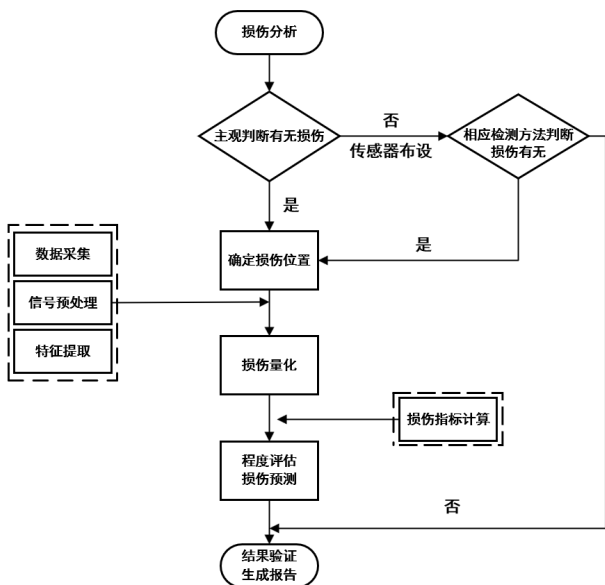 损伤分析
主观判断有无损伤
否
传感器布设
相应检测方法判断
损伤有无
是
是
数据采集
信号预处理
特征提取
确定损伤位置
损伤量化
损伤指标计算
程度评估
损伤预测
否
结果验证
生成报告